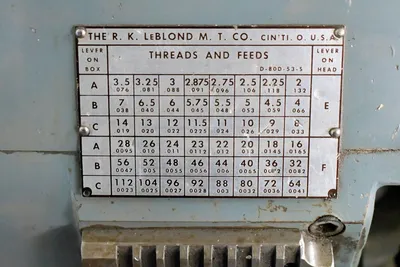 THE R. K. LeBLOND M. T. CO. CIN'TI. O. U.S.A.
LEVER ON BOX THREADS AND FEEDS LEVER ON HEAD
D-800-53-S
A 3.5 3.25 3 2.875 2.75 2.5 2.25 2
.076 .081 .088 .091 .096 .106 .118 .132
B 7 6.5 6 5.75 5.5 5 4.5 4 E
.038 .040 .044 .045 .048 .053 .059 .066
C 14 13 12 11.5 11 10 9 8
.019 .020 .022 .0225 .024 .026 .029 .033
A 28 26 24 23 22 20 18 16
.0095 .010 .011 .0112 .012 .013 .0145 .0165
B 56 52 48 46 44 40 36 32 F
.0047 .005 .0055 .0056 .006 .0065 .0082
C 112 104 96 92 88 80 72 64
.0023 .0025 .0027 .0028 .003 .0032 .0036 .0041